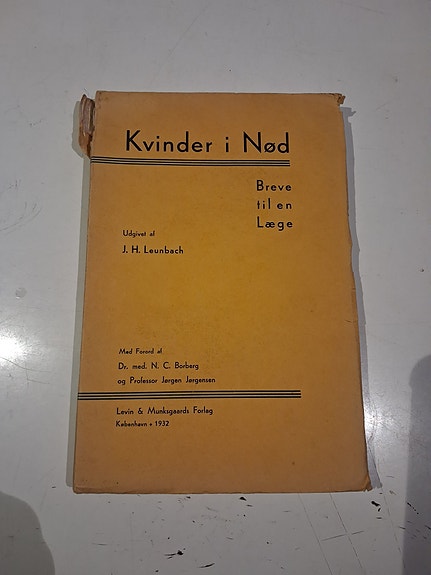 Kvinder i Nød
Breve
til en
Læge
Udgivet af
J. H. Leunbach
Med Forord af
Dr. med. N. C. Borberg
og Professor Jørgen Jørgensen
Levin & Munksgaards Forlag
København • 1932